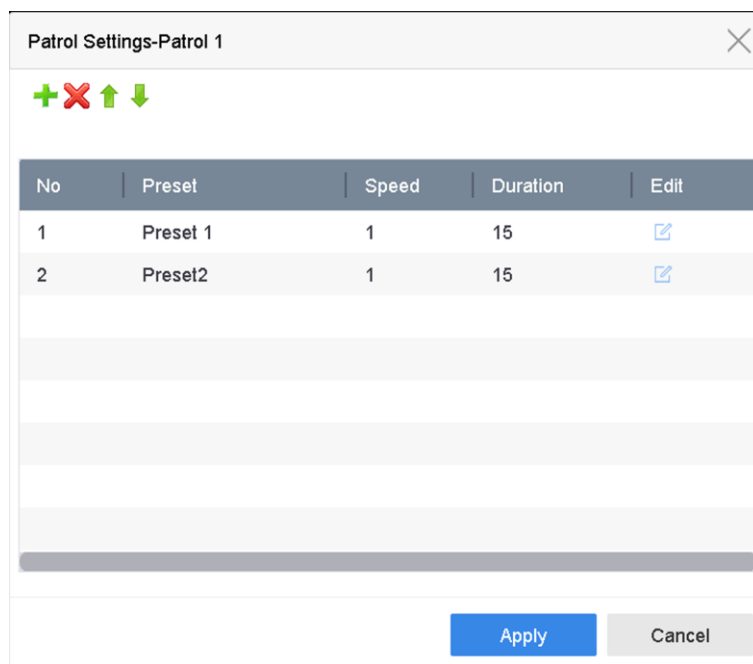 Patrol Settings-Patrol 1
No Preset Speed Duration Edit
1 Preset 1 1 15
2 Preset2 1 15
Apply Cancel